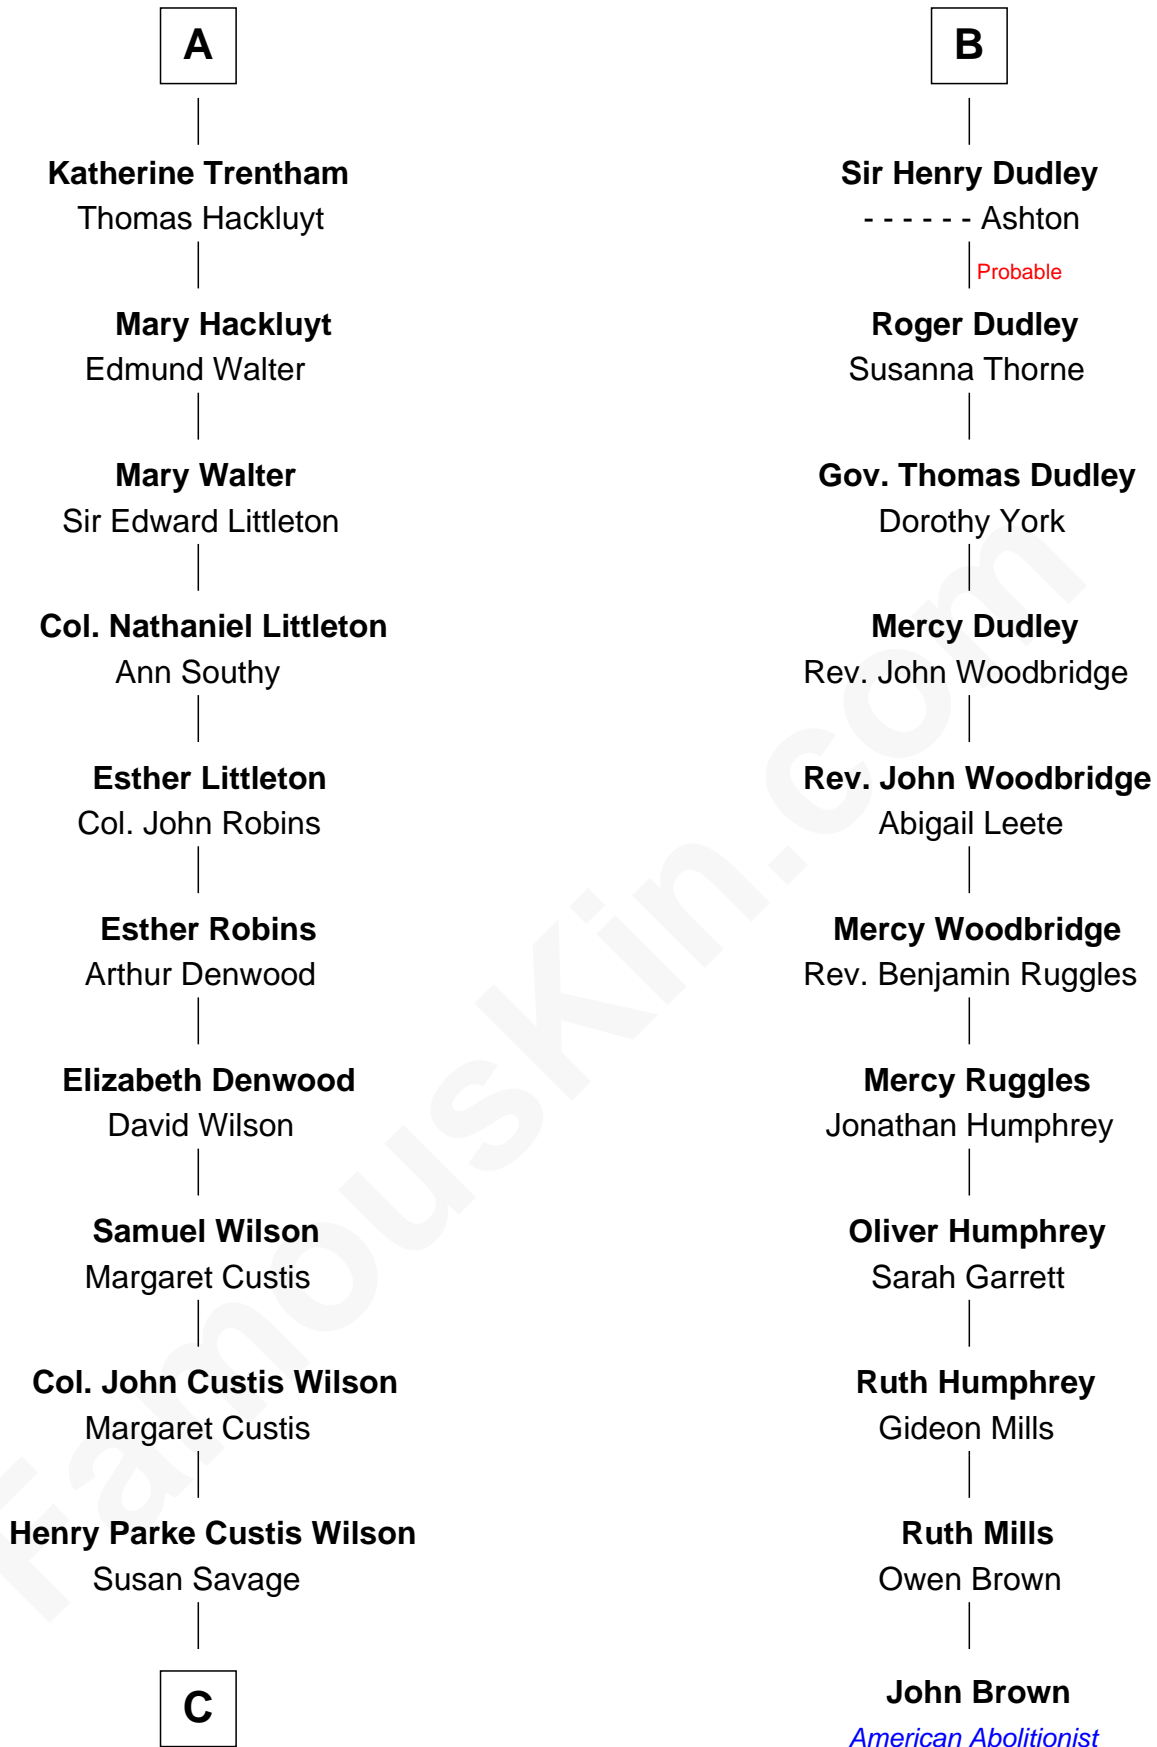 A
Katherine Trentham
Thomas Hackluyt
Mary Hackluyt
Edmund Walter
Mary Walter
Sir Edward Littleton
Col. Nathaniel Littleton
Ann Southy
Esther Littleton
Col. John Robins
Esther Robins
Arthur Denwood
Elizabeth Denwood
David Wilson
Samuel Wilson
Margaret Custis
Col. John Custis Wilson
Margaret Custis
Henry Parke Custis Wilson
Susan Savage
C
B
Sir Henry Dudley
- - - - - - Ashton
Probable
Roger Dudley
Susanna Thorne
Gov. Thomas Dudley
Dorothy York
Mercy Dudley
Rev. John Woodbridge
Rev. John Woodbridge
Abigail Leete
Mercy Woodbridge
Rev. Benjamin Ruggles
Mercy Ruggles
Jonathan Humphrey
Oliver Humphrey
Sarah Garrett
Ruth Humphrey
Gideon Mills
Ruth Mills
Owen Brown
John Brown
American Abolitionist
FamousKin.com